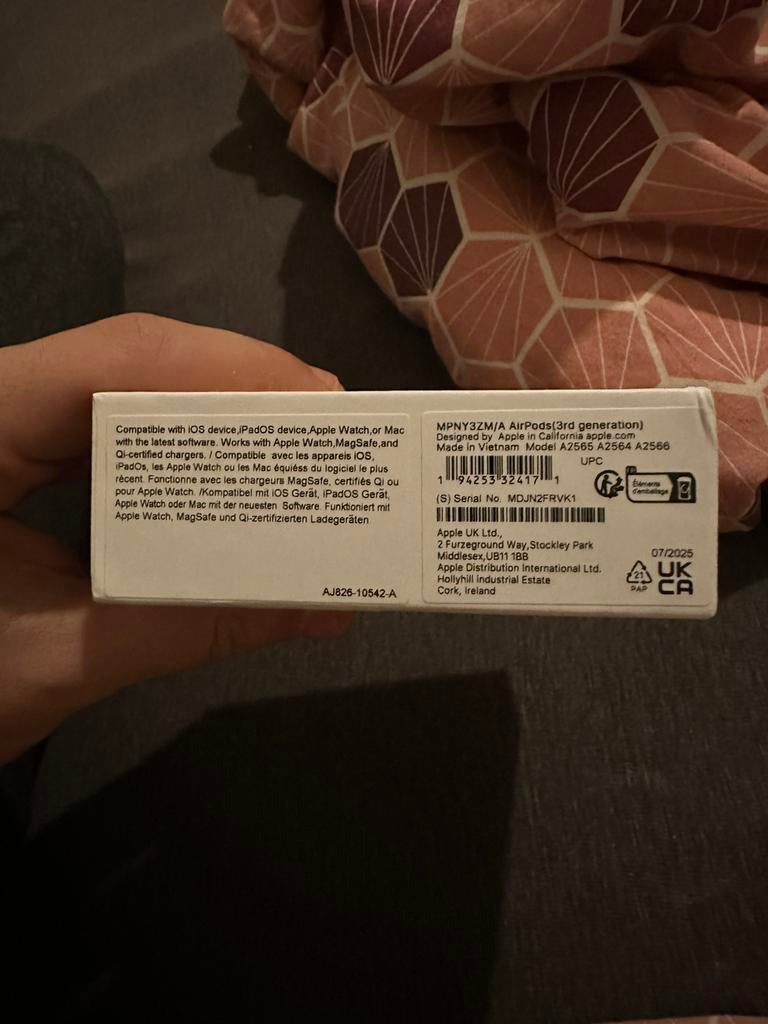 Compatible with iOS device,iPadOS device,Apple Watch,or Mac
with the latest software. Works with Apple Watch,MagSafe,and
Qi-certified chargers. / Compatible avec les appareils iOS,
iPadOs, les Apple Watch ou les Mac équiéss du logiciel le plus
récent. Fonctionne avec les chargeurs MagSafe, certifiés Qi ou
pour Apple Watch. /Kompatibel mit iOS Gerät, iPadOS Gerät,
Apple Watch oder Mac mit der neuesten Software. Funktioniert mit
Apple Watch, MagSafe und Qi-zertifizierten Ladegeräten
AJ826-10542-A
MPNY3ZM/A AirPods(3rd generation)
Designed by Apple in California apple.com
Made in Vietnam Model A2565 A2564 A2566
UPC
1 94253 32417 1
Éléments
d'emballage
(S) Serial No. MDJN2FRVK1
Apple UK Ltd.,
2 Furzeground Way,Stockley Park
Middlesex,UB11 1BB
Apple Distribution International Ltd.
Hollyhill Industrial Estate
Cork, Ireland
07/2025
21
PAP
UK
CA